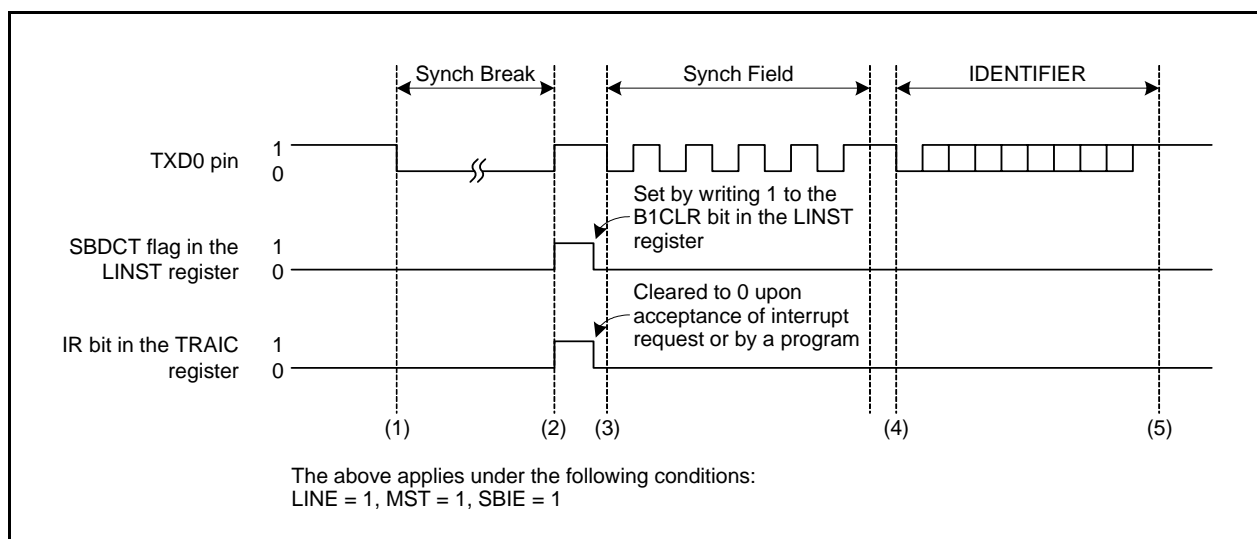 Synch Break
Synch Field
IDENTIFIER
TXD0 pin
1
0
Set by writing 1 to the
B1CLR bit in the LINST
register
SBDCT flag in the
LINST register
1
0
Cleared to 0 upon
acceptance of interrupt
request or by a program
IR bit in the TRAIC
register
1
0
(1)
(2)
(3)
(4)
(5)
The above applies under the following conditions:
LINE = 1, MST = 1, SBIE = 1